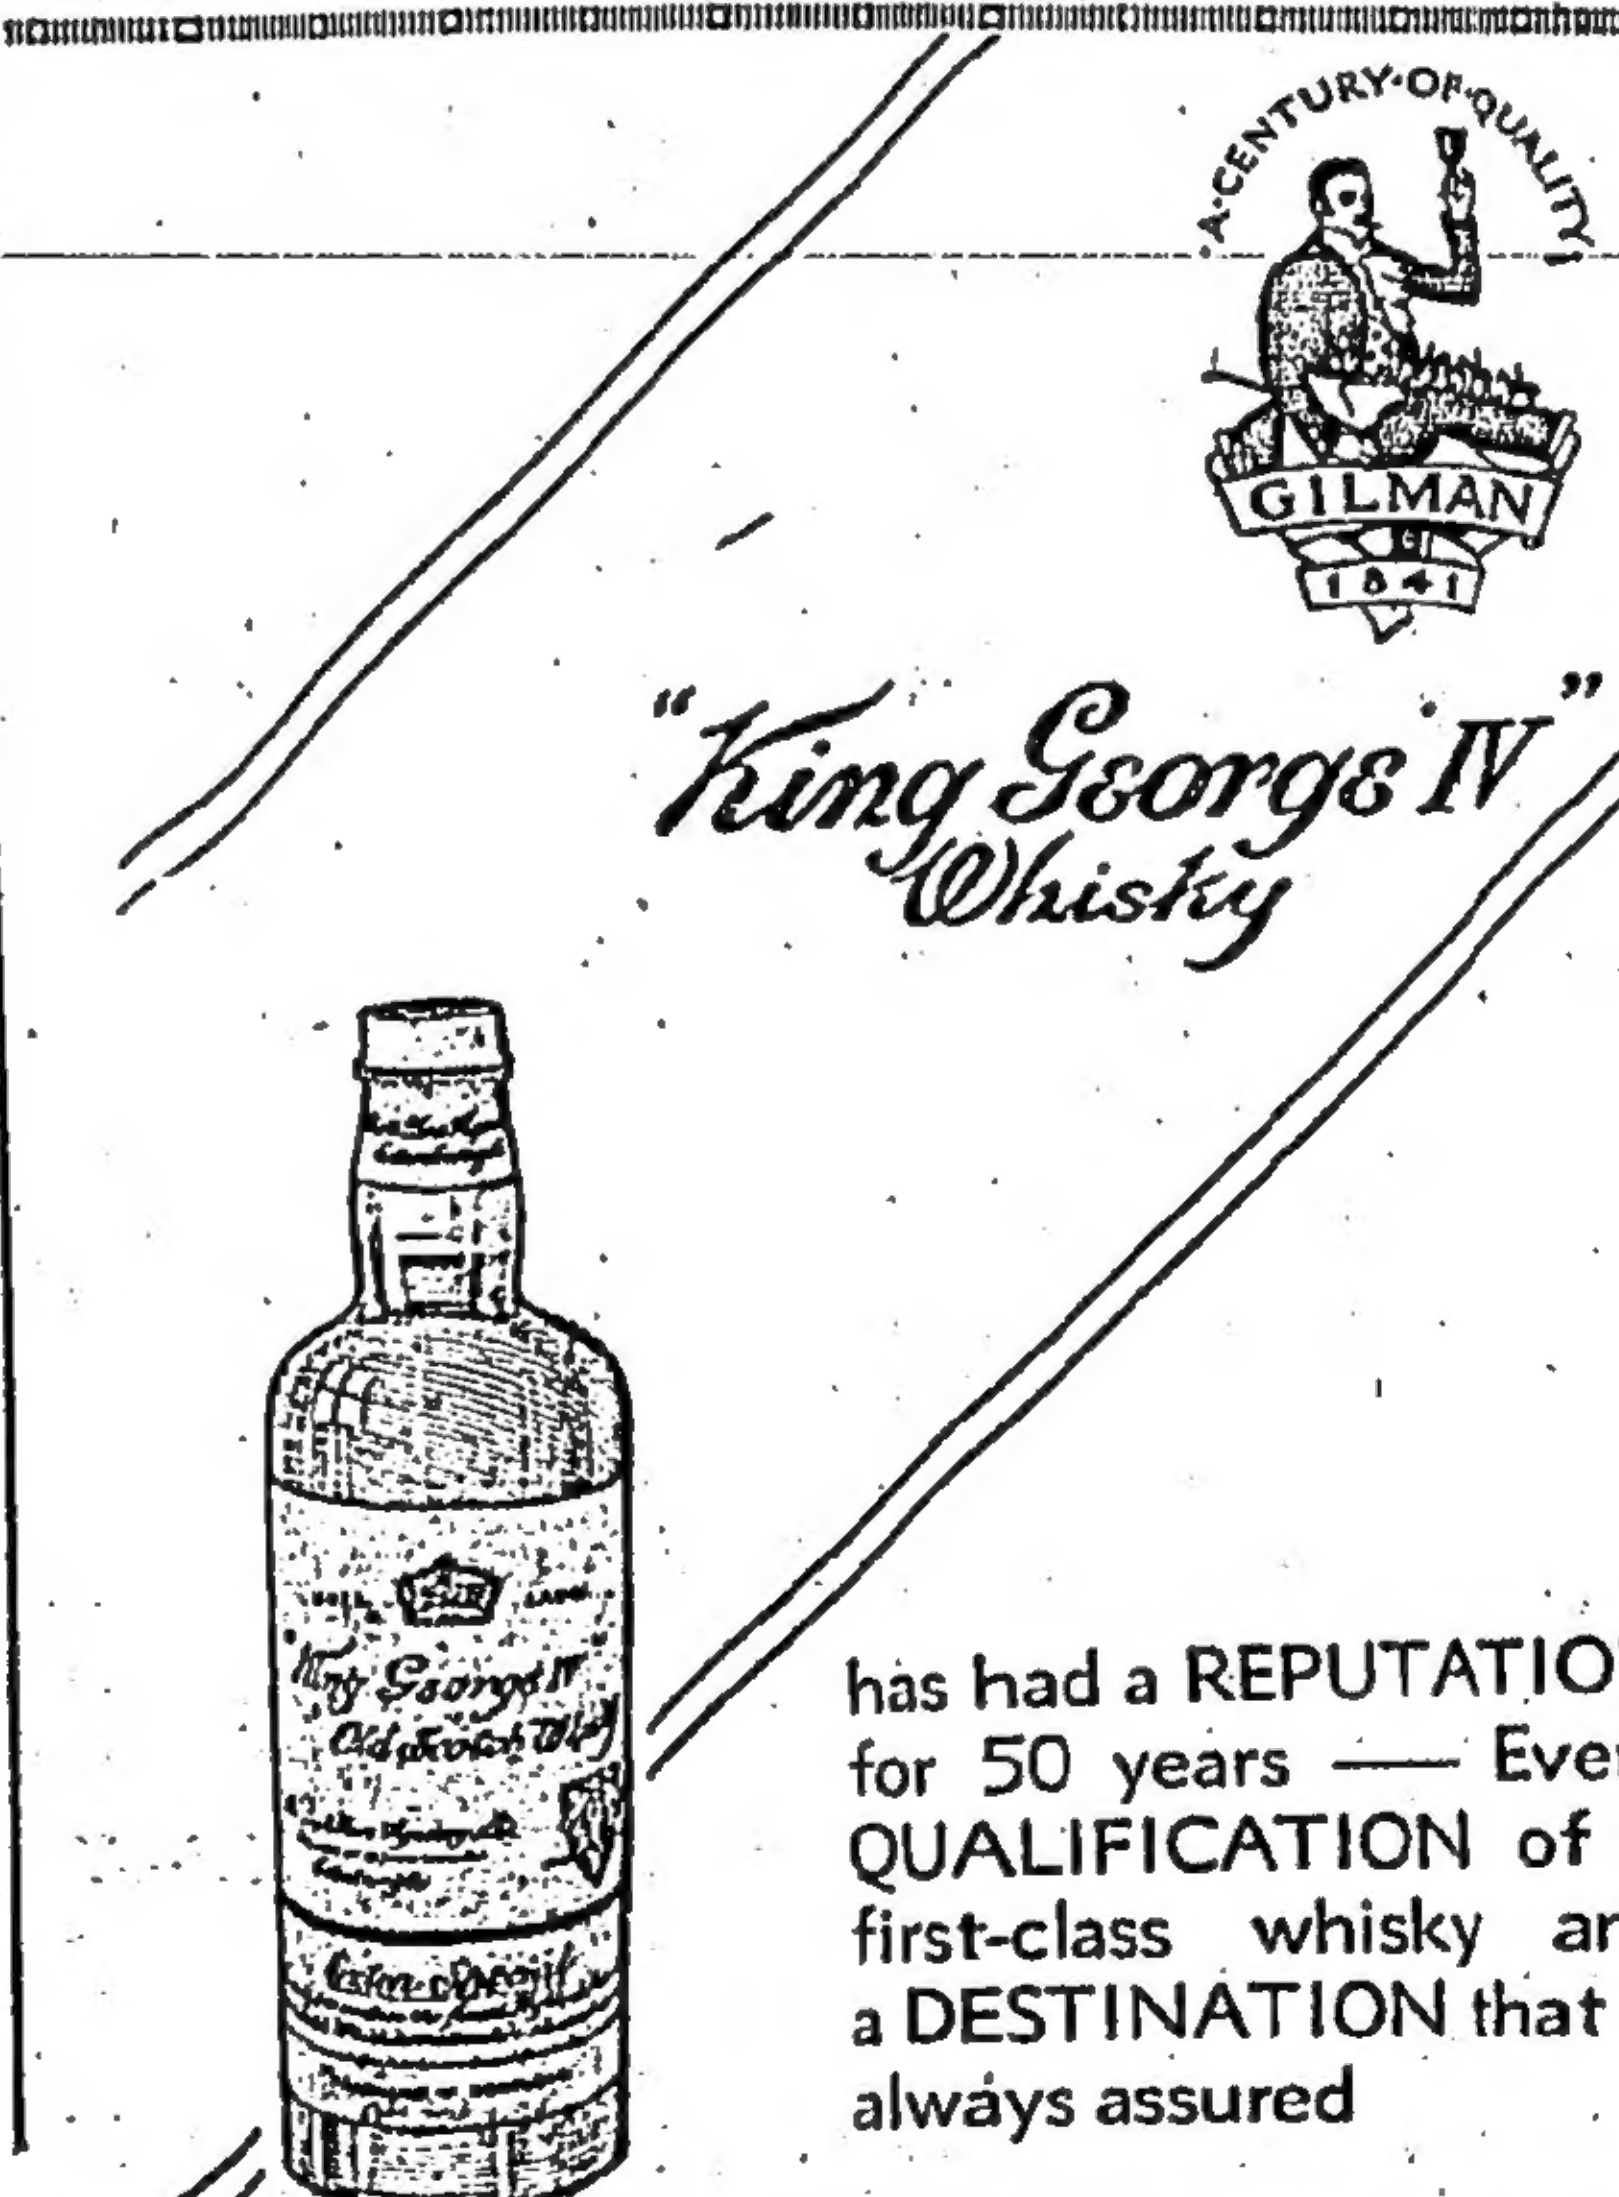 ·A·CENTURY·OF·QUALITY·
GILMAN
1841
"King George IV"
Whisky
King George IV
Old Scotch
has had a REPUTATIO
for 50 years — Eve
QUALIFICATION of
first-class whisky ar
a DESTINATION that
always assured